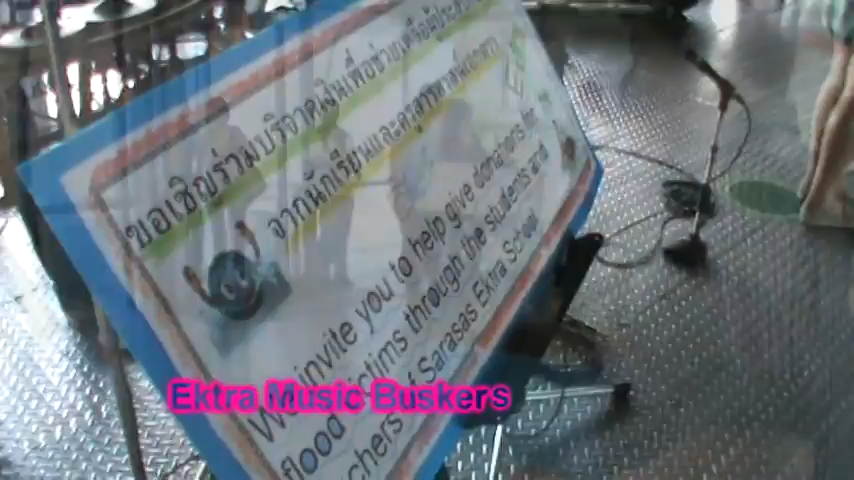 ขอเชิญร่วมบริจาคเงินเพื่อช่วยเหลือผู้ประสบ
จากนักเรียนและครูสารสาสน์เอกตรา
We invite you to help give donations for
flood victims through the students and
teachers of Sarasas Ektra School
Ektra Music Buskers